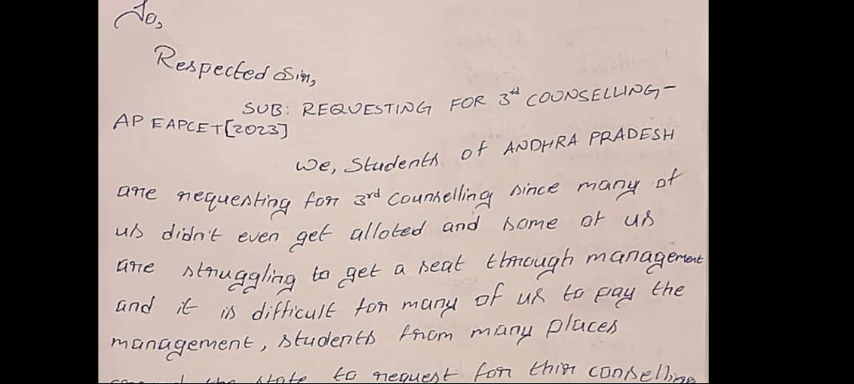 To,
Respected Sir,
SUB: REQUESTING FOR 3rd COUNSELLING-
AP EAPCET[2023]
We, Students of ANDHRA PRADESH
are requesting for 3rd Counselling since many of
us didn't even get alloted and some of us
are struggling to get a seat through management
and it is difficult for many of us to pay the
management, students from many places
the state to request for this conselling